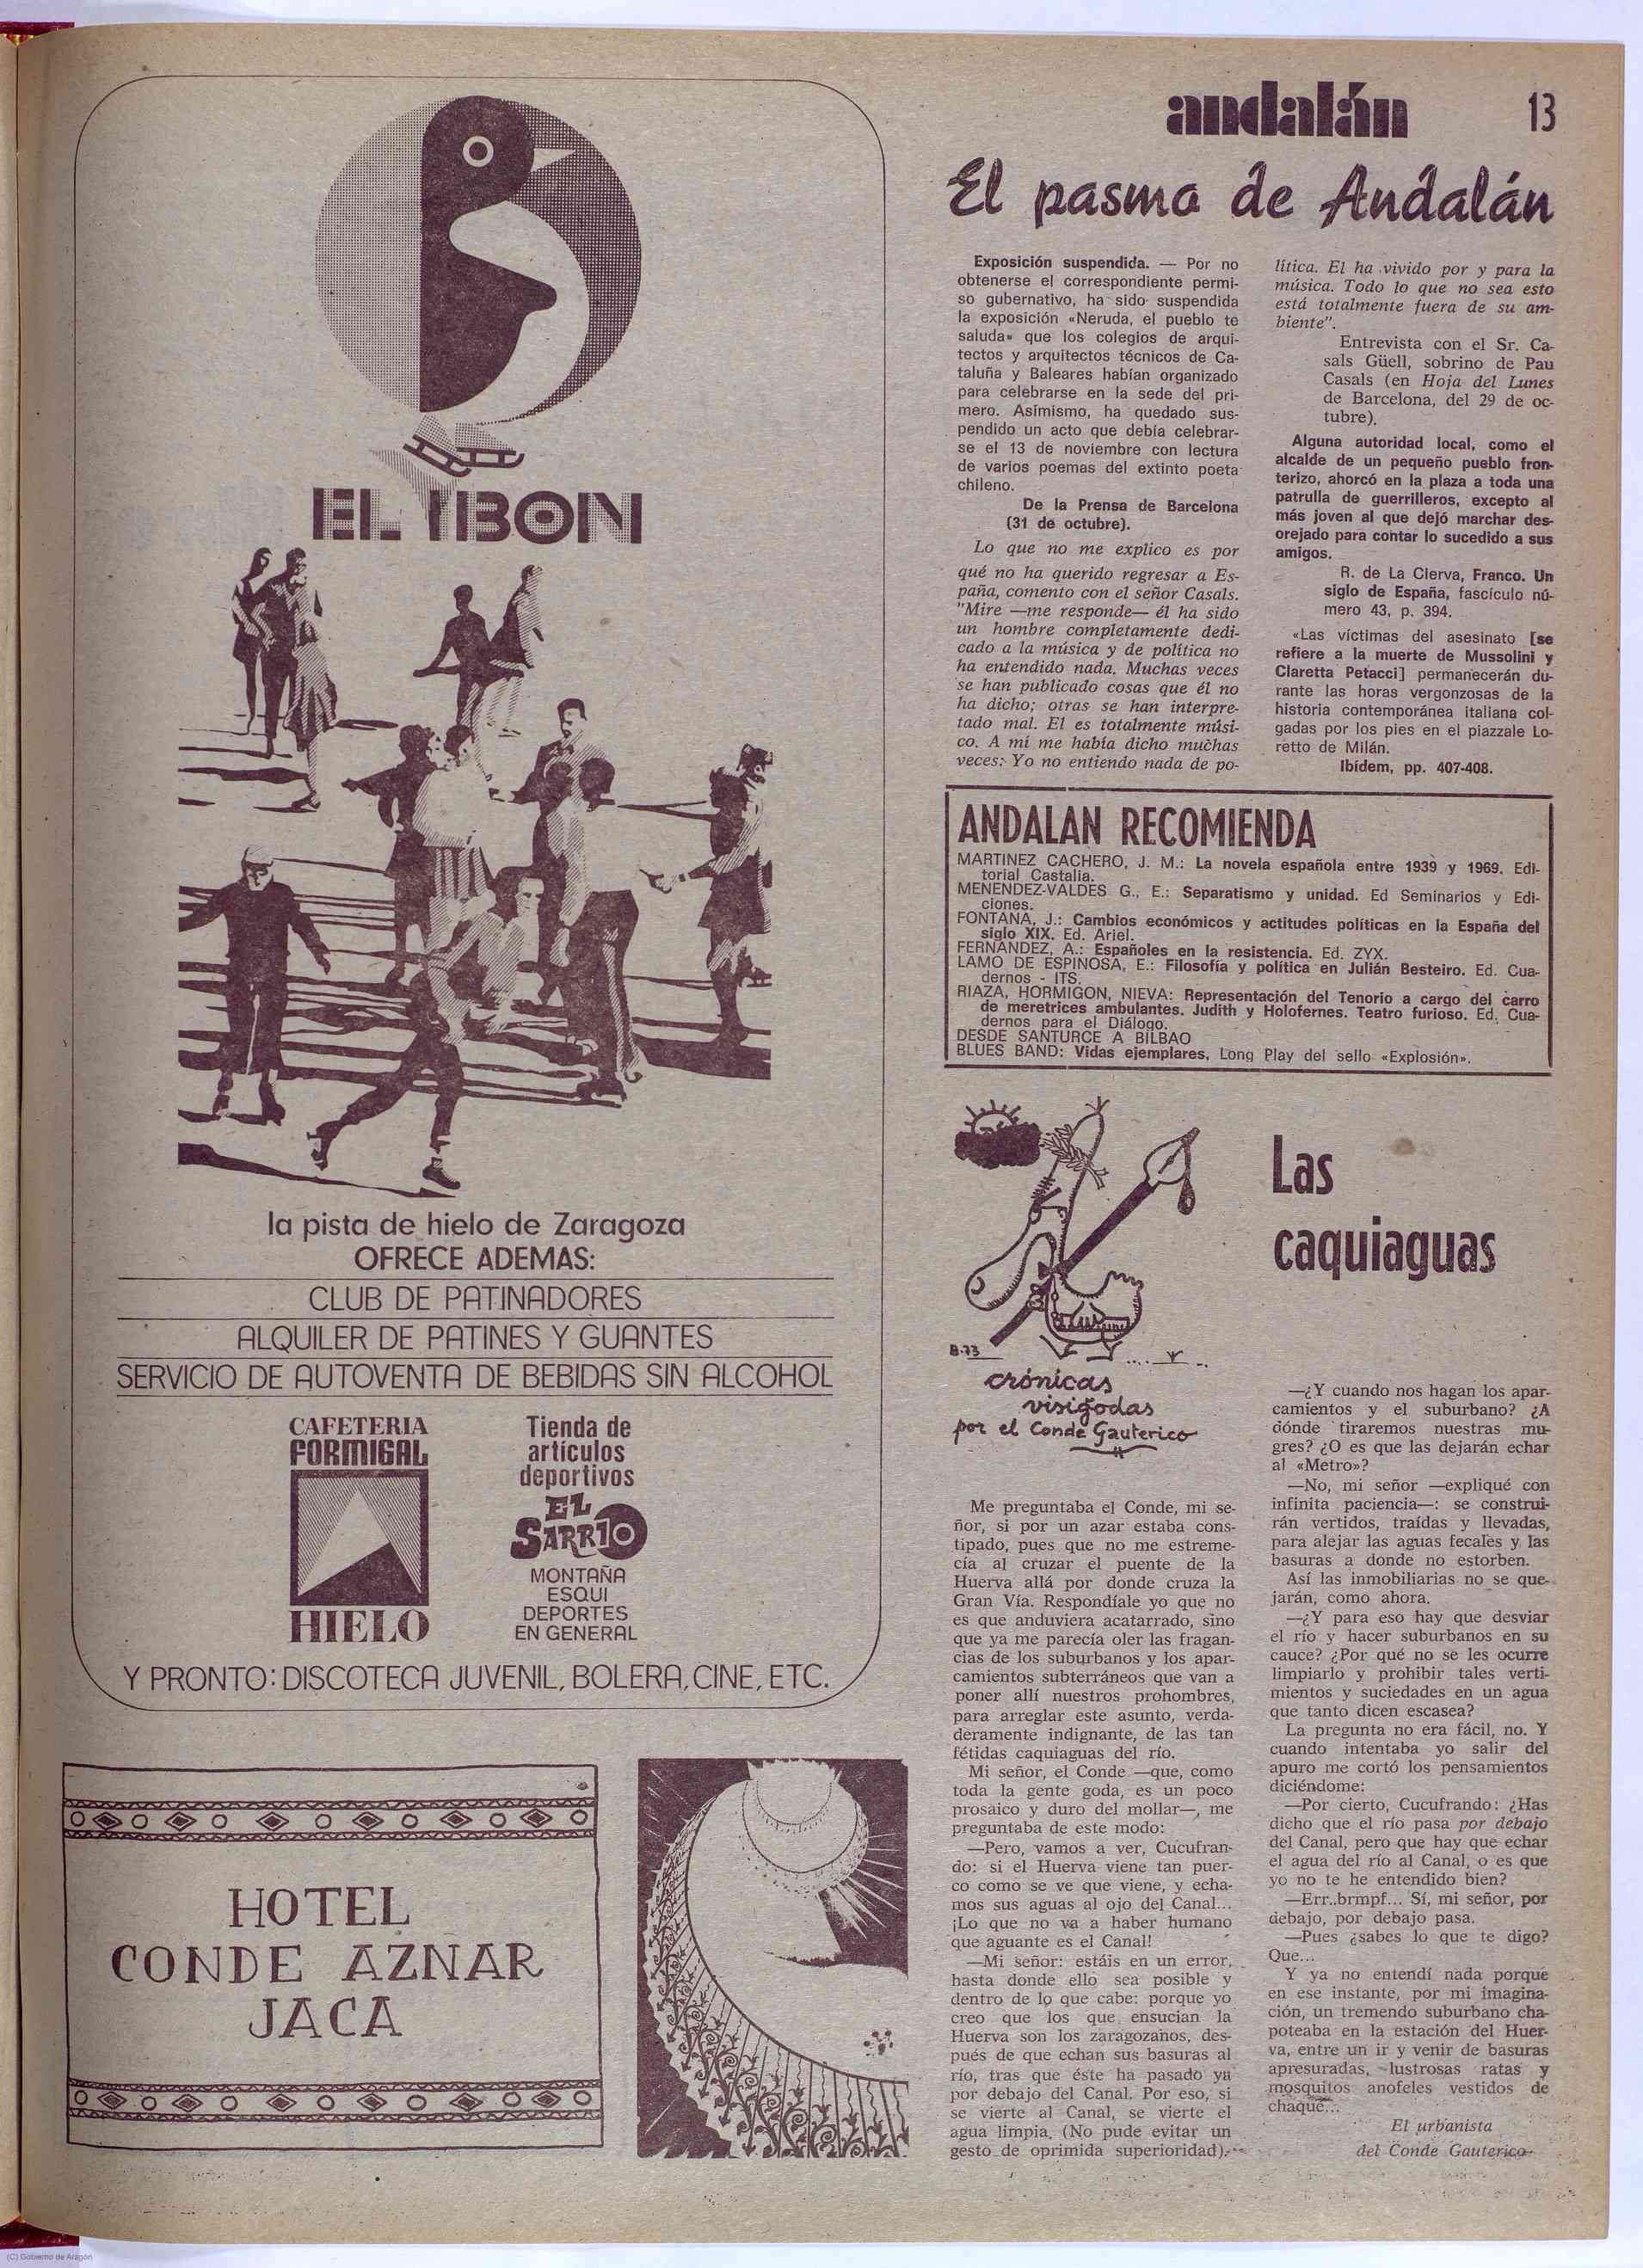 EL IBON
la pista de hielo de Zaragoza
OFRECE ADEMAS:
CLUB DE PATINADORES
ALQUILER DE PATINES Y GUANTES
SERVICIO DE AUTOVENTA DE BEBIDAS SIN ALCOHOL
CAFETERIA
FORMIGAL
HIELO
Tienda de
artículos
deportivos
EL
SARRIO
MONTAÑA
ESQUI
DEPORTES
EN GENERAL
Y PRONTO: DISCOTECA JUVENIL, BOLERA, CINE, ETC.
HOTEL
CONDE AZNAR
JACA
andalán
13
El pasmo de Andalán
Exposición suspendida. — Por no
obtenerse el correspondiente permi-
so gubernativo, ha sido suspendida
la exposición «Neruda, el pueblo te
saluda» que los colegios de arqui-
tectos y arquitectos técnicos de Ca-
taluña y Baleares habían organizado
para celebrarse en la sede del pri-
mero. Asimismo, ha quedado sus-
pendido un acto que debía celebrar-
se el 13 de noviembre con lectura
de varios poemas del extinto poeta
chileno.
De la Prensa de Barcelona
(31 de octubre).
Lo que no me explico es por
qué no ha querido regresar a Es-
paña, comento con el señor Casals.
"Mire —me responde— él ha sido
un hombre completamente dedi-
cado a la música y de política no
ha entendido nada. Muchas veces
se han publicado cosas que él no
ha dicho; otras se han interpre-
tado mal. El es totalmente músi-
co. A mí me había dicho muchas
veces: Yo no entiendo nada de po-
lítica. El ha vivido por y para la
música. Todo lo que no sea esto
está totalmente fuera de su am-
biente".
Entrevista con el Sr. Ca-
sals Güell, sobrino de Pau
Casals (en Hoja del Lunes
de Barcelona, del 29 de oc-
tubre).
Alguna autoridad local, como el
alcalde de un pequeño pueblo fron-
terizo, ahorcó en la plaza a toda una
patrulla de guerrilleros, excepto al
más joven al que dejó marchar des-
orejado para contar lo sucedido a sus
amigos.
R. de La Cierva, Franco. Un
siglo de España, fascículo nú-
mero 43, p. 394.
«Las víctimas del asesinato [se
refiere a la muerte de Mussolini y
Claretta Petacci] permanecerán du-
rante las horas vergonzosas de la
historia contemporánea italiana col-
gadas por los pies en el piazzale Lo-
retto de Milán.
Ibídem, pp. 407-408.
ANDALAN RECOMIENDA
MARTINEZ CACHERO, J. M.: La novela española entre 1939 y 1969. Edi-
torial Castalia.
MENENDEZ-VALDES G., E.: Separatismo y unidad. Ed Seminarios y Edi-
ciones.
FONTANA, J.: Cambios económicos y actitudes políticas en la España del
siglo XIX. Ed. Ariel.
FERNANDEZ, A.: Españoles en la resistencia. Ed. ZYX.
LAMO DE ESPINOSA, E.: Filosofía y política en Julián Besteiro. Ed. Cua-
dernos - ITS.
RIAZA, HORMIGON, NIEVA: Representación del Tenorio a cargo del carro
de meretrices ambulantes. Judith y Holofernes. Teatro furioso. Ed. Cua-
dernos para el Diálogo.
DESDE SANTURCE A BILBAO
BLUES BAND: Vidas ejemplares, Long Play del sello «Explosión».
B.73
crónicas
visigodas
por el Conde Gauterico
Las
caquiaguas
Me preguntaba el Conde, mi se-
ñor, si por un azar estaba cons-
tipado, pues que no me estreme-
cía al cruzar el puente de la
Huerva allá por donde cruza la
Gran Vía. Respondíale yo que no
es que anduviera acatarrado, sino
que ya me parecía oler las fragan-
cias de los suburbanos y los apar-
camientos subterráneos que van a
poner allí nuestros prohombres,
para arreglar este asunto, verda-
deramente indignante, de las tan
fétidas caquiaguas del río.
Mi señor, el Conde —que, como
toda la gente goda, es un poco
prosaico y duro del mollar—, me
preguntaba de este modo:
—Pero, vamos a ver, Cucufran-
do: si el Huerva viene tan puer-
co como se ve que viene, y echa-
mos sus aguas al ojo del Canal...
¡Lo que no va a haber humano
que aguante es el Canal!
—Mi señor: estáis en un error,
hasta donde ello sea posible y
dentro de lo que cabe: porque yo
creo que los que ensucian la
Huerva son los zaragozanos, des-
pués de que echan sus basuras al
río, tras que éste ha pasado ya
por debajo del Canal. Por eso, si
se vierte al Canal, se vierte el
agua limpia. (No pude evitar un
gesto de oprimida superioridad).
—¿Y cuando nos hagan los apar-
camientos y el suburbano? ¿A
dónde tiraremos nuestras mu-
gres? ¿O es que las dejarán echar
al «Metro»?
—No, mi señor —expliqué con
infinita paciencia—: se construi-
rán vertidos, traídas y llevadas,
para alejar las aguas fecales y las
basuras a donde no estorben.
Así las inmobiliarias no se que-
jarán, como ahora.
—¿Y para eso hay que desviar
el río y hacer suburbanos en su
cauce? ¿Por qué no se les ocurre
limpiarlo y prohibir tales verti-
mientos y suciedades en un agua
que tanto dicen escasea?
La pregunta no era fácil, no. Y
cuando intentaba yo salir del
apuro me cortó los pensamientos
diciéndome:
—Por cierto, Cucufrando: ¿Has
dicho que el río pasa por debajo
del Canal, pero que hay que echar
el agua del río al Canal, o es que
yo no te he entendido bien?
—Err..brmpf... Sí, mi señor, por
debajo, por debajo pasa.
—Pues ¿sabes lo que te digo?
Que...
Y ya no entendí nada porque
en ese instante, por mi imagina-
ción, un tremendo suburbano cha-
poteaba en la estación del Huer-
va, entre un ir y venir de basuras
apresuradas, lustrosas ratas y
mosquitos anofeles vestidos de
chaqué...
El urbanista
del Conde Gauterico
(C) Gobierno de Aragón